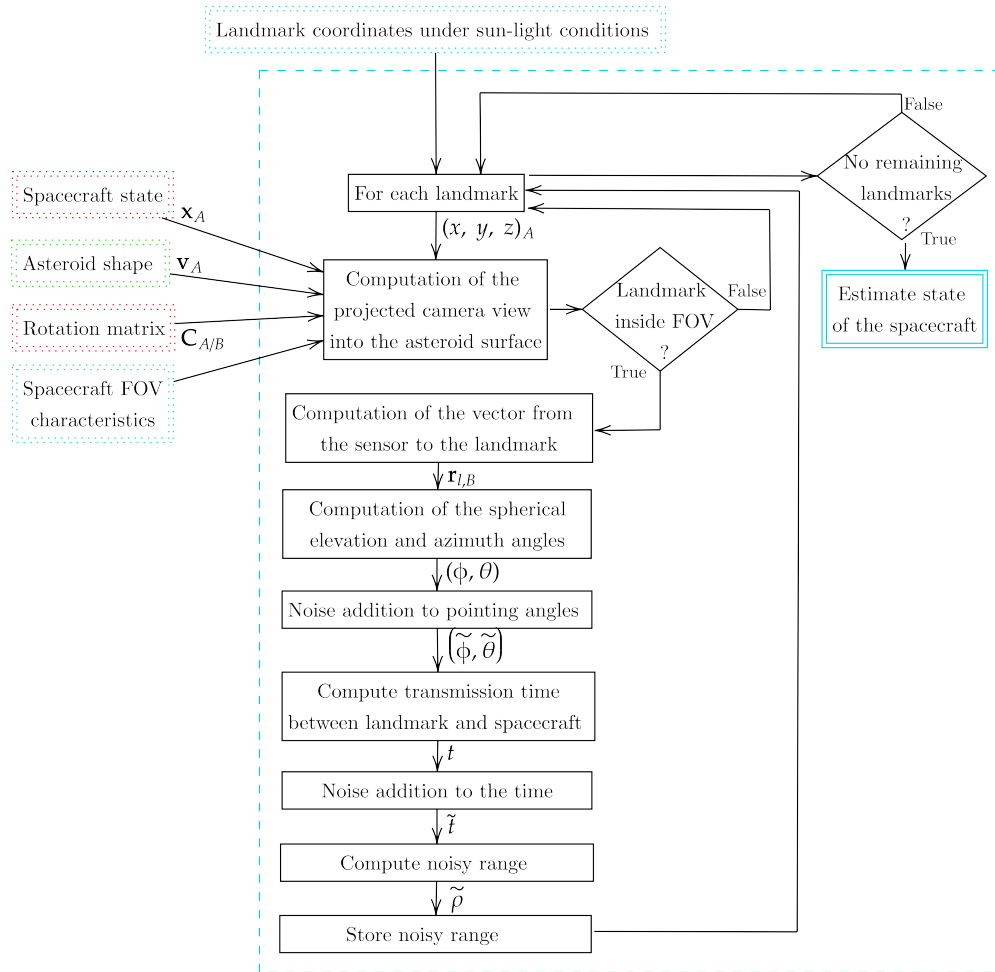 Landmark coordinates under sun-light conditions
False
No remaining
landmarks
?
True
Estimate state
of the spacecraft
For each landmark
(x, y, z)_A
Spacecraft state
𝐱_A
Asteroid shape
𝐯_A
Rotation matrix
𝐂_{A/B}
Spacecraft FOV
characteristics
Computation of the
projected camera view
into the asteroid surface
Landmark
inside FOV
?
False
True
Computation of the vector from
the sensor to the landmark
𝐫_{l,B}
Computation of the spherical
elevation and azimuth angles
(ϕ, θ)
Noise addition to pointing angles
(ϕ̃, θ̃)
Compute transmission time
between landmark and spacecraft
t
Noise addition to the time
t̃
Compute noisy range
ρ̃
Store noisy range